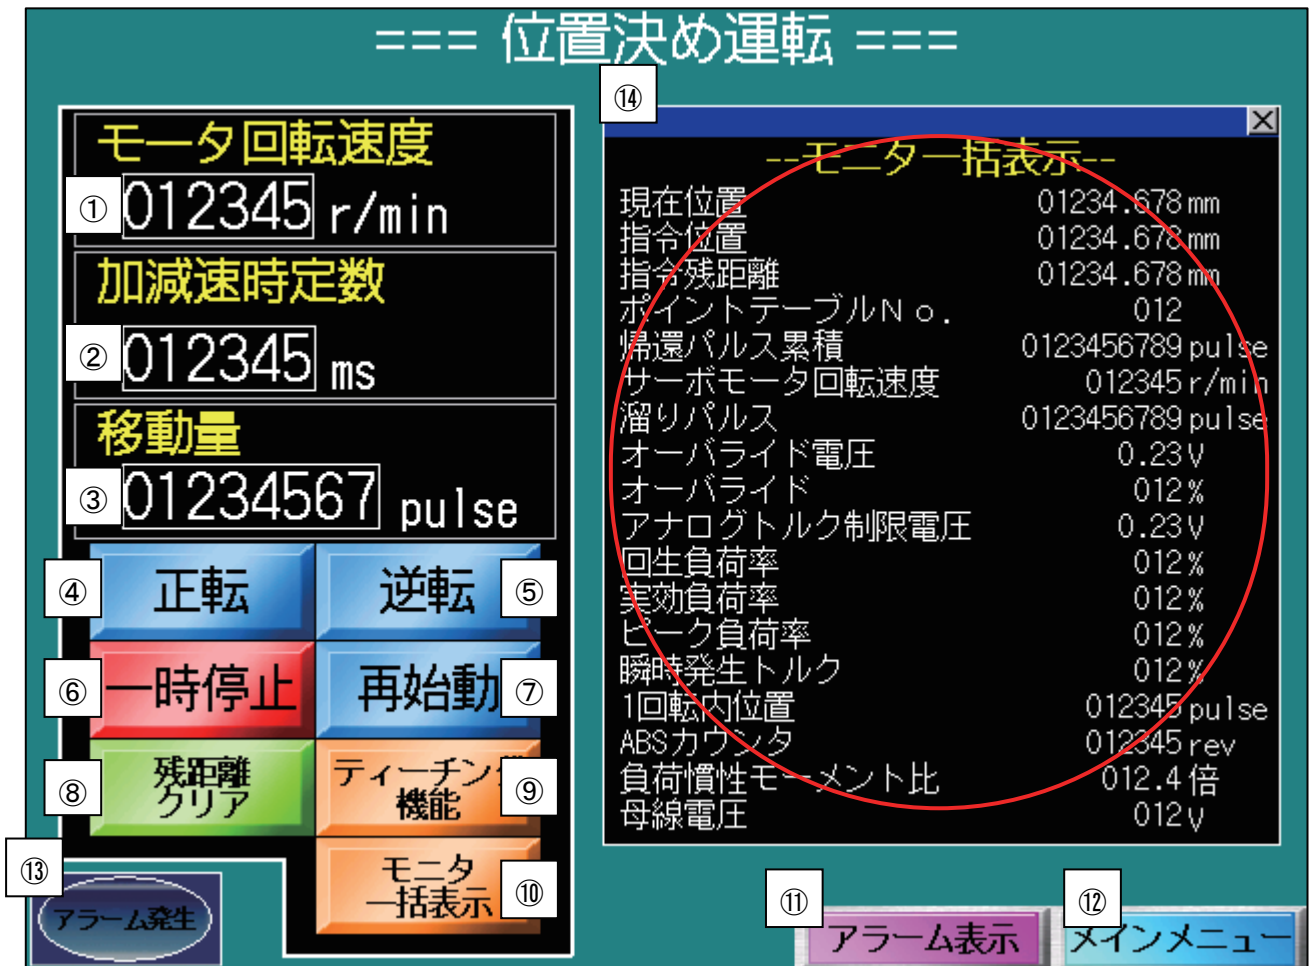 === 位置決め運転 ===
モータ回転速度
① 012345 r/min
加減速時定数
② 012345 ms
移動量
③ 01234567 pulse
④ 正転
逆転 ⑤
⑥ 一時停止
再始動 ⑦
⑧ 残距離
クリア
ティーチング
機能 ⑨
モニタ
一括表示 ⑩
⑬
アラーム発生
⑭
--モニター括表示--
現在位置 01234.678 mm
指令位置 01234.678 mm
指令残距離 01234.678 mm
ポイントテーブルNo. 012
帰還パルス累積 0123456789 pulse
サーボモータ回転速度 012345 r/min
溜りパルス 0123456789 pulse
オーバライド電圧 0.23 V
オーバライド 012 %
アナログトルク制限電圧 0.23 V
回生負荷率 012 %
実効負荷率 012 %
ピーク負荷率 012 %
瞬時発生トルク 012 %
1回転内位置 012345 pulse
ABSカウンタ 012345 rev
負荷慣性モーメント比 012.4 倍
母線電圧 012 V
⑪
アラーム表示
⑫
メインメニュー